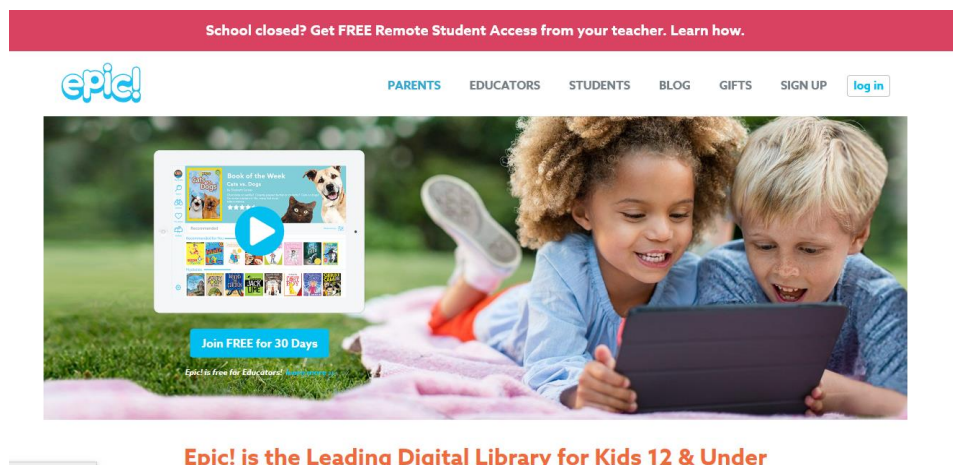 School closed? Get FREE Remote Student Access from your teacher. Learn how.
epic!
PARENTS EDUCATORS STUDENTS BLOG GIFTS SIGN UP log in
Book of the Week
Cats vs. Dogs
Recommended
Join FREE for 30 Days
Epic! is free for Educators!
Epic! is the Leading Digital Library for Kids 12 & Under